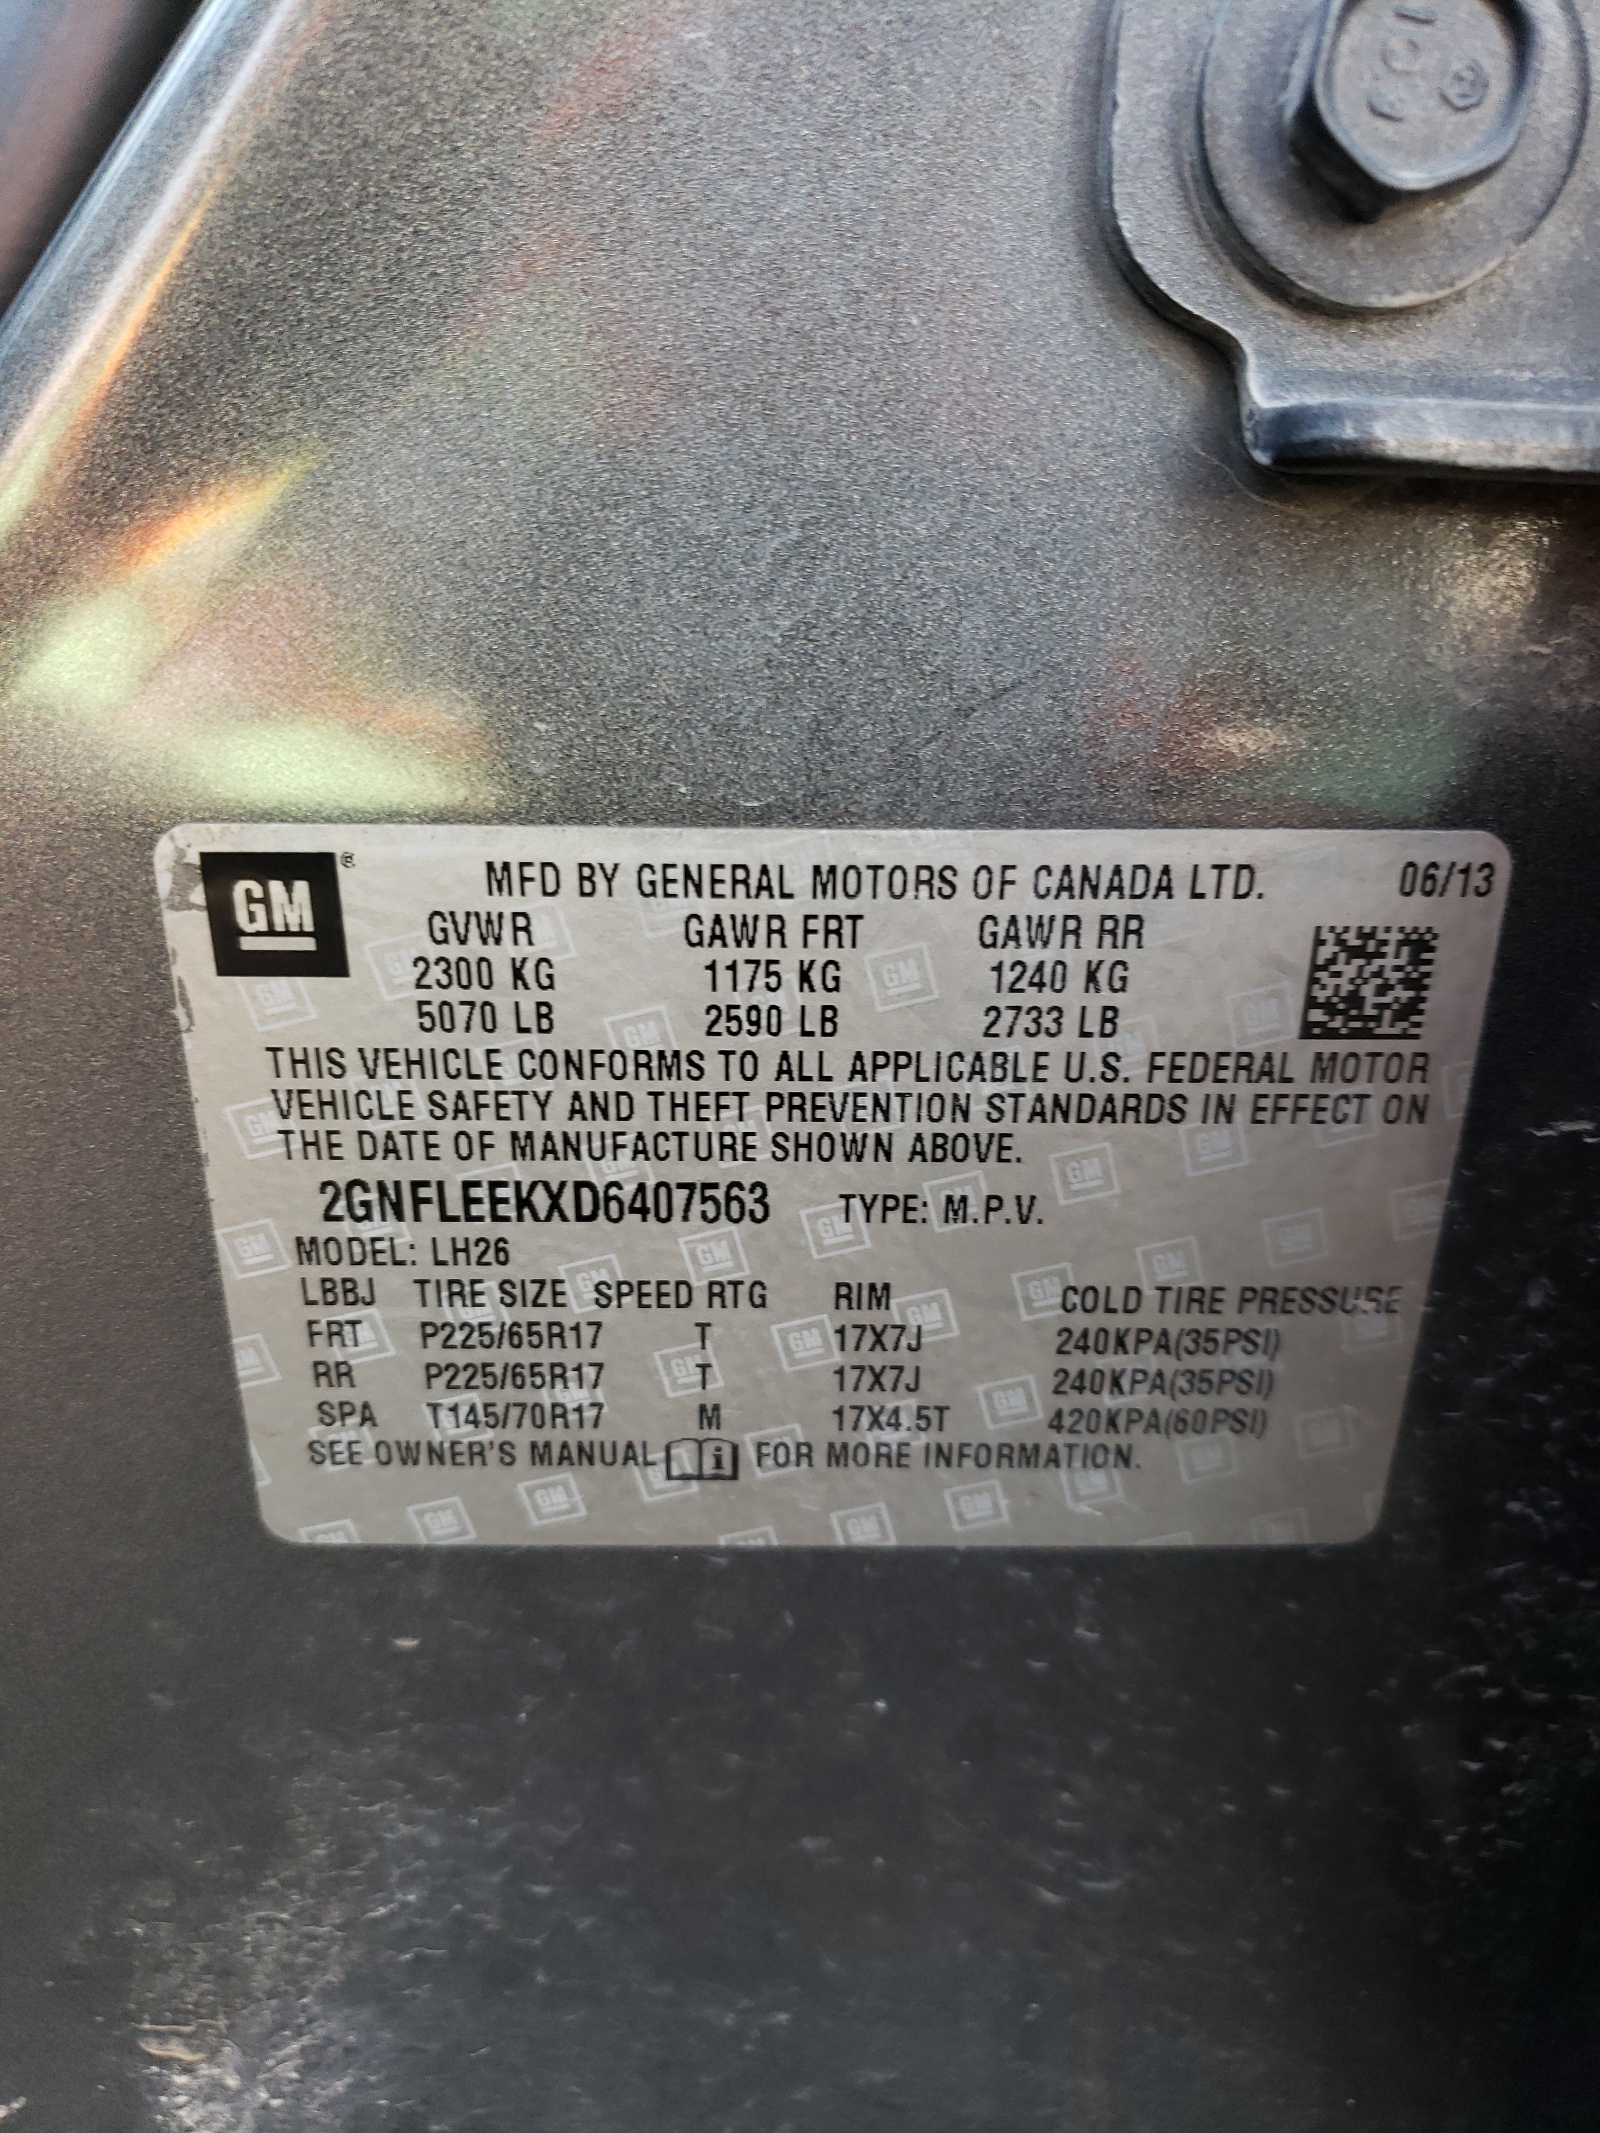 GM ® MFD BY GENERAL MOTORS OF CANADA LTD. 06/13
GVWR GAWR FRT GAWR RR
2300 KG 1175 KG 1240 KG
5070 LB 2590 LB 2733 LB
THIS VEHICLE CONFORMS TO ALL APPLICABLE U.S. FEDERAL MOTOR
VEHICLE SAFETY AND THEFT PREVENTION STANDARDS IN EFFECT ON
THE DATE OF MANUFACTURE SHOWN ABOVE.
2GNFLEEKXD6407563 TYPE: M.P.V.
MODEL: LH26
LBBJ TIRE SIZE SPEED RTG RIM COLD TIRE PRESSURE
FRT P225/65R17 T 17X7J 240KPA(35PSI)
RR P225/65R17 T 17X7J 240KPA(35PSI)
SPA T145/70R17 M 17X4.5T 420KPA(60PSI)
SEE OWNER'S MANUAL i FOR MORE INFORMATION.